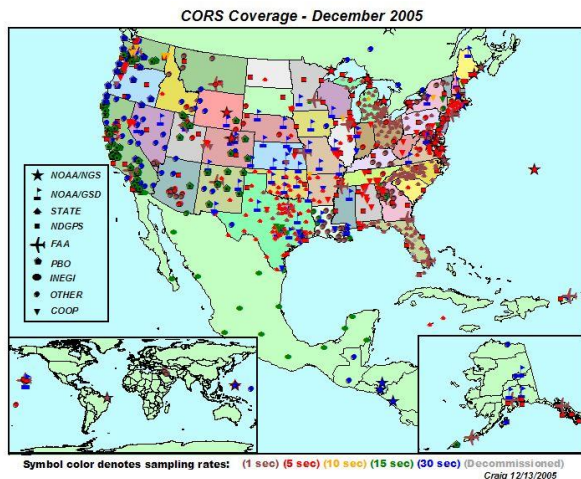 CORS Coverage - December 2005
NOAA/NGS
NOAA/GSD
STATE
NDGPS
FAA
PBO
INEGI
OTHER
COOP
Symbol color denotes sampling rates: (1 sec) (5 sec) (10 sec) (15 sec) (30 sec) (Decommissioned)
Craig 12/13/2005